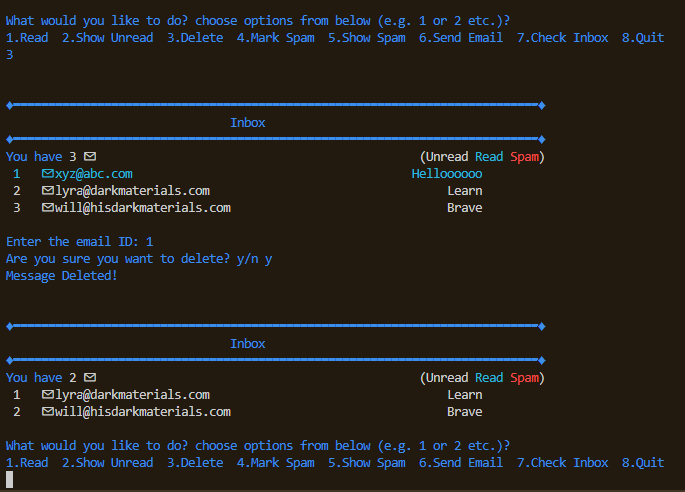 What would you like to do? choose options from below (e.g. 1 or 2 etc.)?
1.Read 2.Show Unread 3.Delete 4.Mark Spam 5.Show Spam 6.Send Email 7.Check Inbox 8.Quit
3
Inbox
You have 3 ✉ (Unread Read Spam)
1 ✉xyz@abc.com Helloooooo
2 ✉lyra@darkmaterials.com Learn
3 ✉will@hisdarkmaterials.com Brave
Enter the email ID: 1
Are you sure you want to delete? y/n y
Message Deleted!
Inbox
You have 2 ✉ (Unread Read Spam)
1 ✉lyra@darkmaterials.com Learn
2 ✉will@hisdarkmaterials.com Brave
What would you like to do? choose options from below (e.g. 1 or 2 etc.)?
1.Read 2.Show Unread 3.Delete 4.Mark Spam 5.Show Spam 6.Send Email 7.Check Inbox 8.Quit